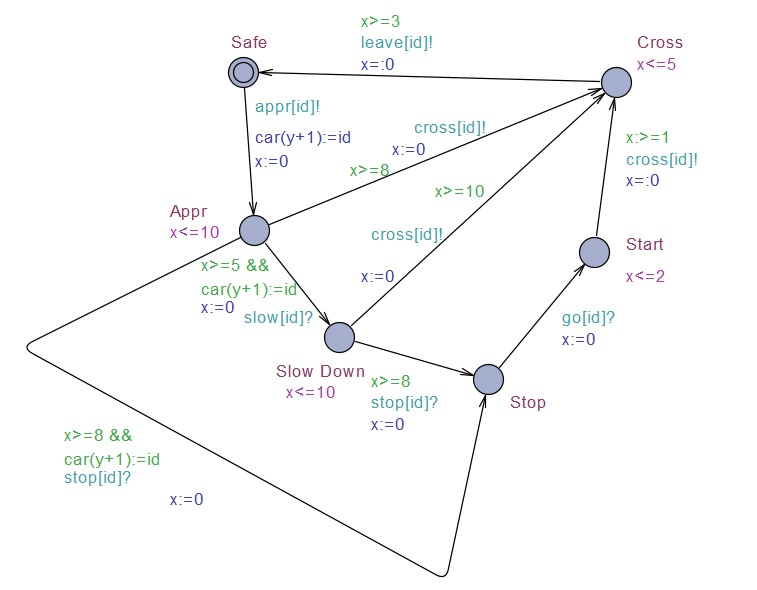 x>=3
Safe
leave[id]!
Cross
x=:0
x<=5
appr[id]!
car(y+1):=id
x:=0
cross[id]!
x:=0
x>=8
x:>=1
cross[id]!
x=:0
x>=10
Appr
x<=10
cross[id]!
Start
x<=2
x>=5 &&
car(y+1):=id
x:=0
slow[id]?
x:=0
go[id]?
x:=0
Slow Down
x<=10
x>=8
stop[id]?
x:=0
Stop
x>=8 &&
car(y+1):=id
stop[id]?
x:=0